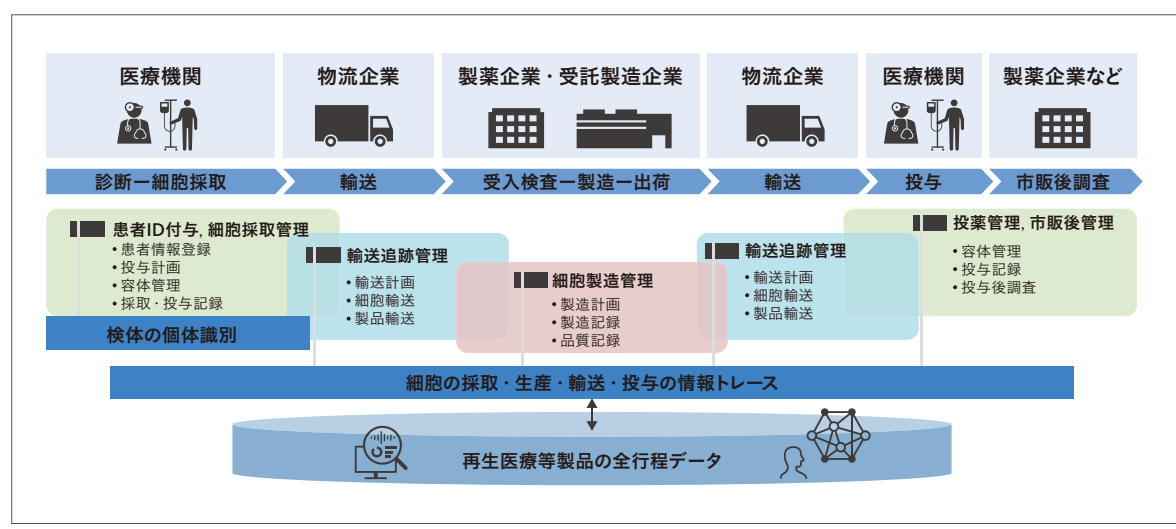 医療機関
物流企業
製薬企業・受託製造企業
物流企業
医療機関
製薬企業など
診断ー細胞採取
輸送
受入検査ー製造ー出荷
輸送
投与
市販後調査
患者ID付与, 細胞採取管理
・患者情報登録
・投与計画
・容体管理
・採取・投与記録
輸送追跡管理
・輸送計画
・細胞輸送
・製品輸送
細胞製造管理
・製造計画
・製造記録
・品質記録
輸送追跡管理
・輸送計画
・細胞輸送
・製品輸送
投薬管理, 市販後管理
・容体管理
・投与記録
・投与後調査
検体の個体識別
細胞の採取・生産・輸送・投与の情報トレース
再生医療等製品の全行程データ